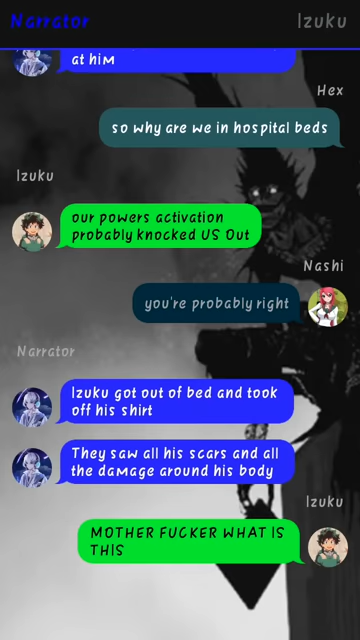 Narrator
Izuku
at him
Hex
so why are we in hospital beds
Izuku
our powers activation
probably knocked US Out
Nashi
you're probably right
Narrator
Izuku got out of bed and took
off his shirt
They saw all his scars and all
the damage around his body
Izuku
MOTHER FUCKER WHAT IS
THIS